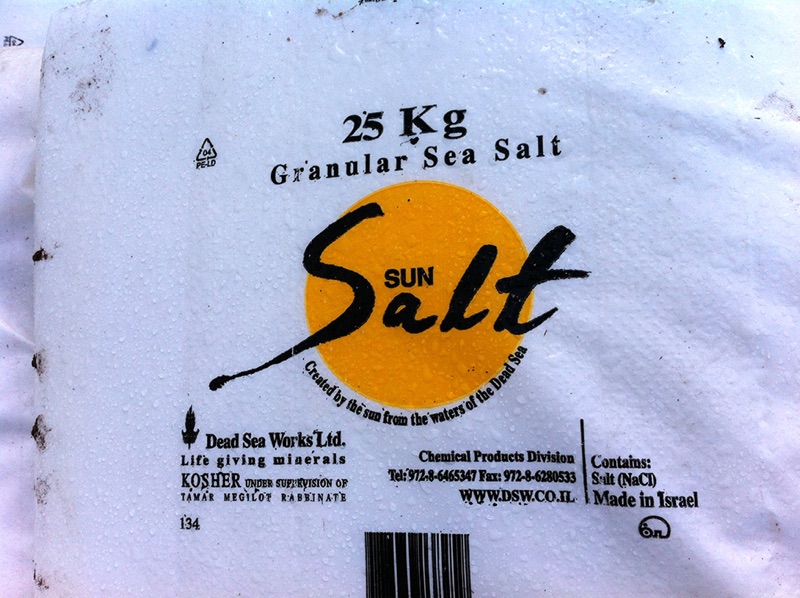 25 Kg
Granular Sea Salt
04
PE-LD
SUN
Salt
Created by the sun from the waters of the Dead Sea
Dead Sea Works Ltd.
Life giving minerals
KOSHER UNDER SUPERVISION OF
TAMAR MEGILOT RABBINATE
134
Chemical Products Division
Tel: 972-8-6465347 Fax: 972-8-6280533
WWW.DSW.CO.IL
Contains:
Salt (NaCl)
Made in Israel